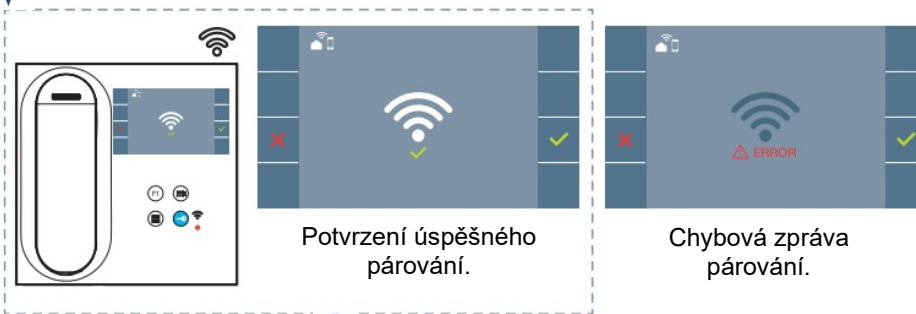 F1
ERROR
Potvrzení úspěšného
párování.
Chybová zpráva
párování.